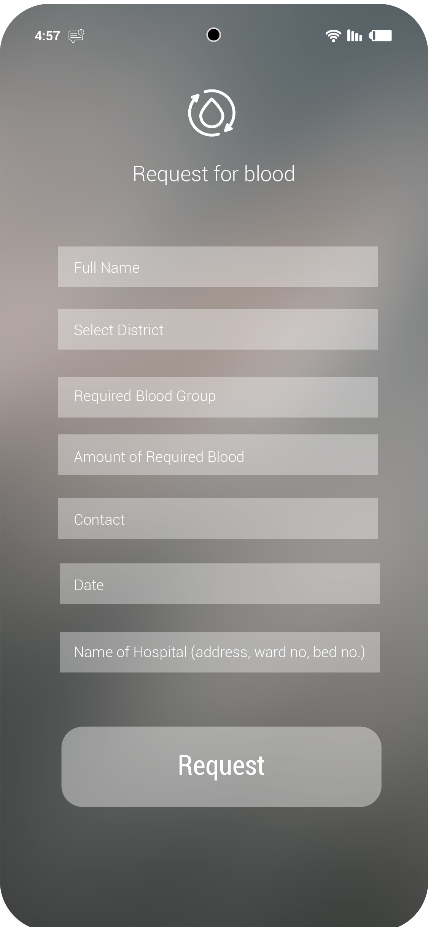 4:57
Request for blood
Full Name
Select District
Required Blood Group
Amount of Required Blood
Contact
Date
Name of Hospital (address, ward no, bed no.)
Request